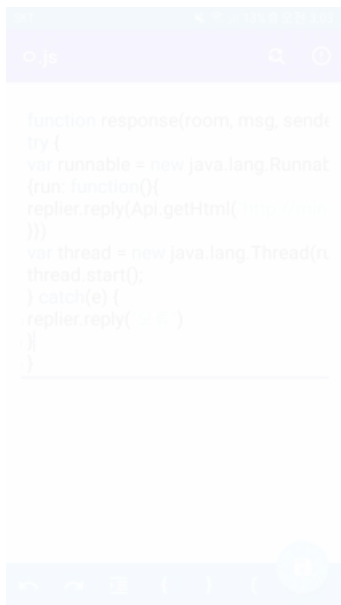 .js
function response(room, msg, sende
try {
var runnable = new java.lang.Runnal
{run: function(){
replier.reply(Api.getHtml(
}})
var thread = new java.lang.Thread(ru
thread.start();
} catch(e) {
replier.reply( )
}
}